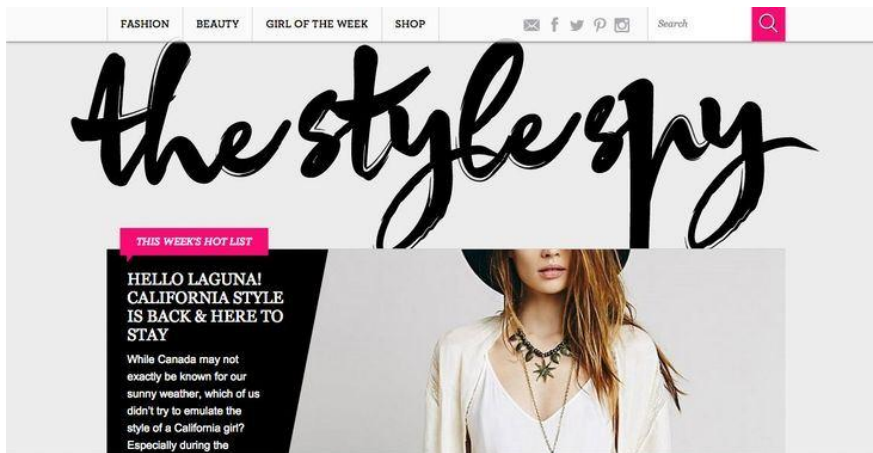 FASHION BEAUTY GIRL OF THE WEEK SHOP Search
the style spy
THIS WEEK'S HOT LIST
HELLO LAGUNA!
CALIFORNIA STYLE
IS BACK & HERE TO
STAY
While Canada may not
exactly be known for our
sunny weather, which of us
didn't try to emulate the
style of a California girl?
Especially during the